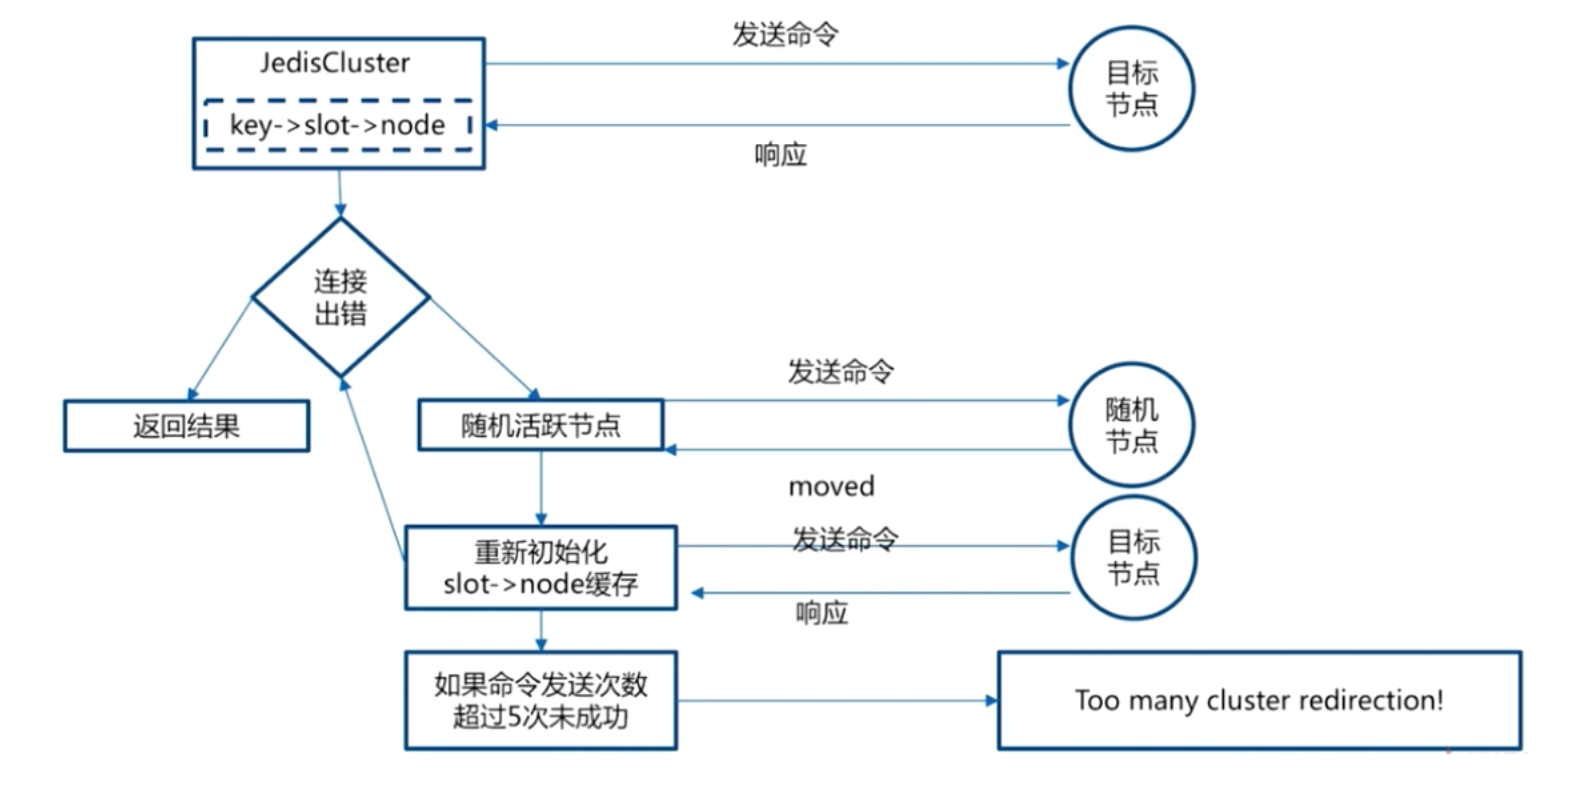 发送命令
JedisCluster
key->slot->node
目标
节点
响应
连接
出错
发送命令
返回结果
随机活跃节点
随机
节点
moved
发送命令
重新初始化
slot->node缓存
目标
节点
响应
如果命令发送次数
超过5次未成功
Too many cluster redirection!